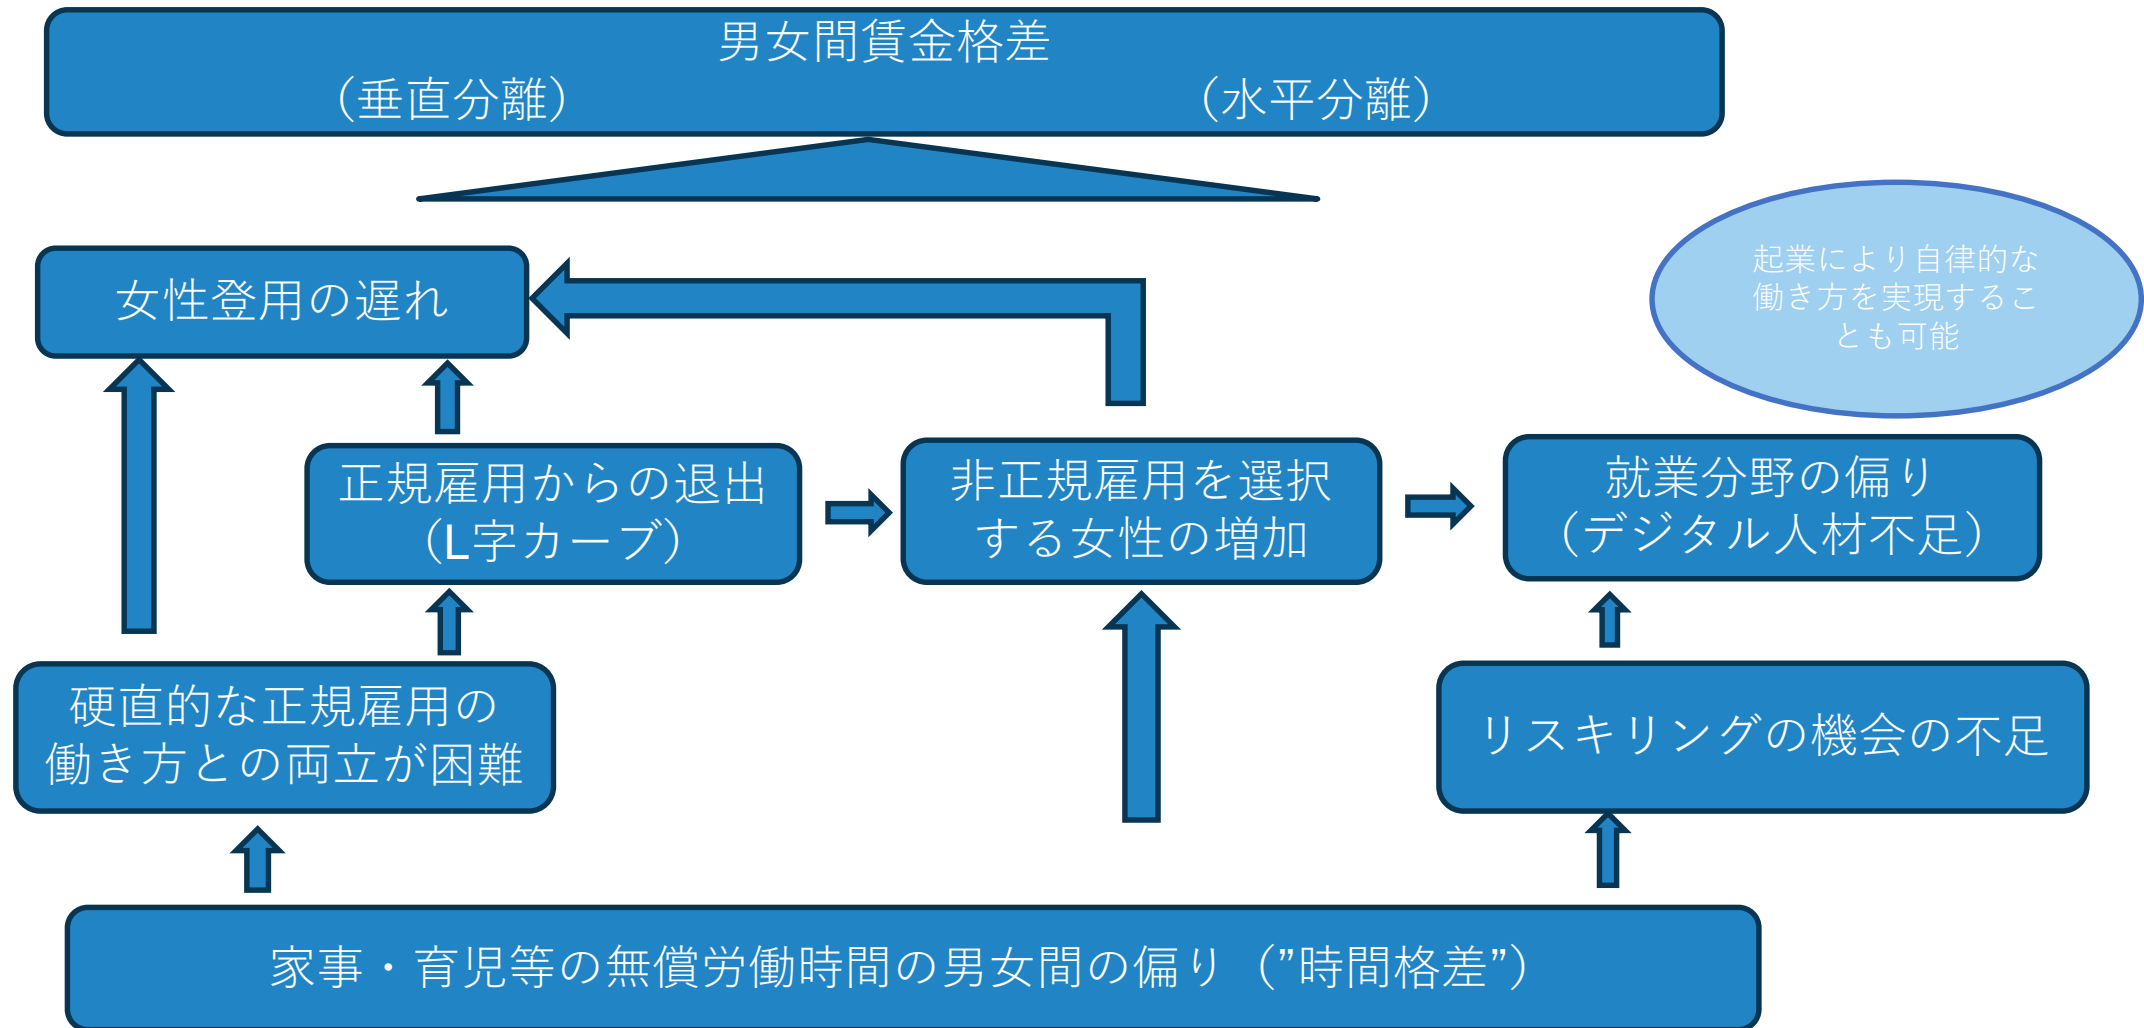 男女間賃金格差
（垂直分離）　（水平分離）
起業により自律的な
働き方を実現するこ
とも可能
女性登用の遅れ
正規雇用からの退出
（L字カーブ）
非正規雇用を選択
する女性の増加
就業分野の偏り
（デジタル人材不足）
硬直的な正規雇用の
働き方との両立が困難
リスキリングの機会の不足
家事・育児等の無償労働時間の男女間の偏り（”時間格差”）